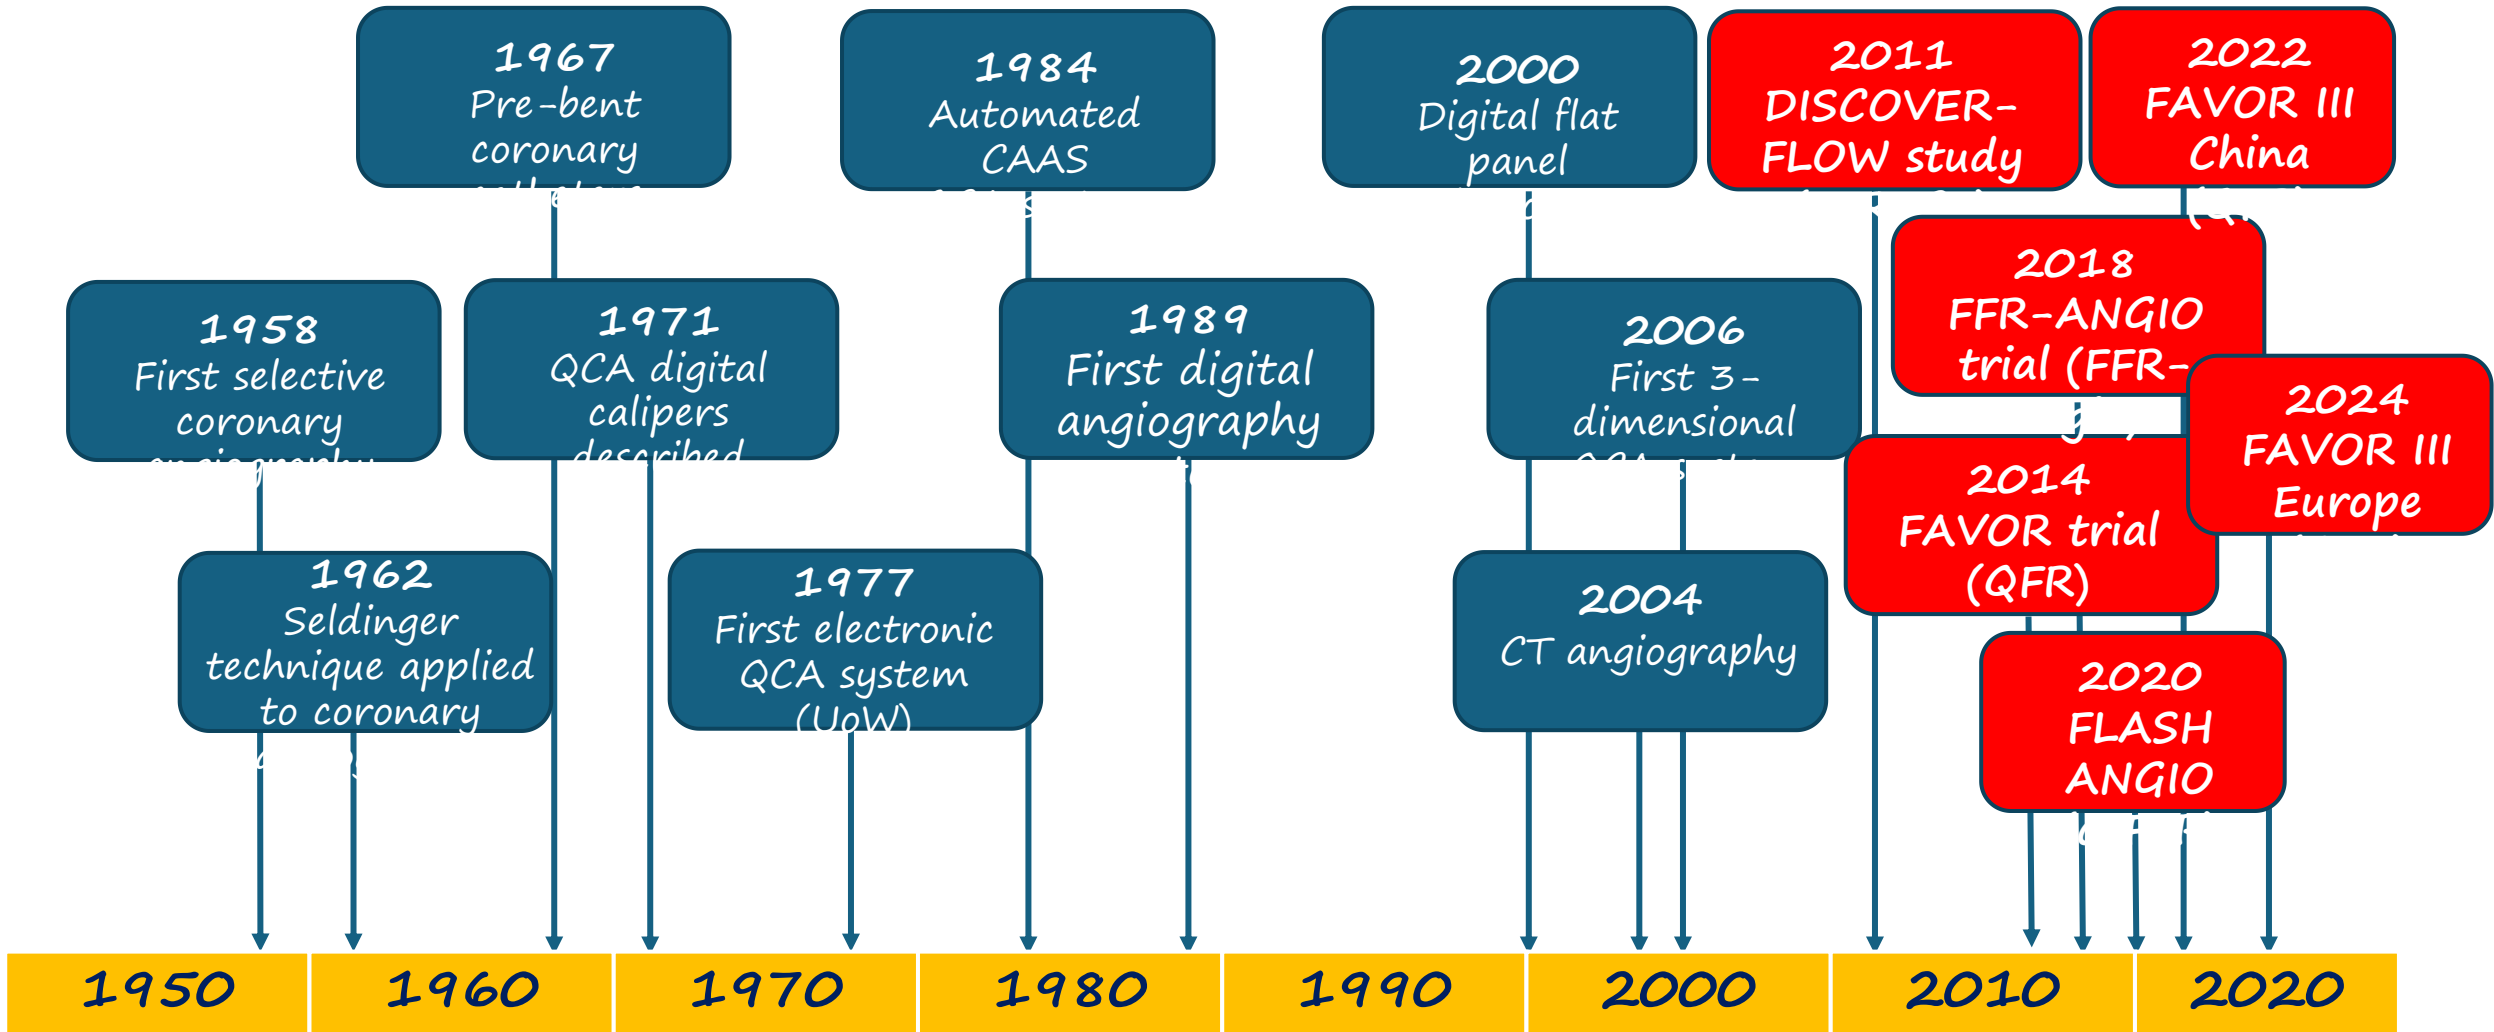 1967
Pre-bent
coronary
1984
Automated
CAAS
2000
Digital flat
panel
2011
DISCOVER-
FLOW study
2022
FAVOR III
China
1958
First selective
coronary
1971
QCA digital
calipers
described
1989
First digital
angiography
2006
First 3-
dimensional
2018
FFR-ANGIO
trial (FFR-
2024
FAVOR III
Europe
2014
FAVOR trial
(QFR)
1962
Seldinger
technique applied
to coronary
1977
First electronic
QCA system
(UoW)
2004
CT angiography
2020
FLASH
ANGIO
1950
1960
1970
1980
1990
2000
2010
2020